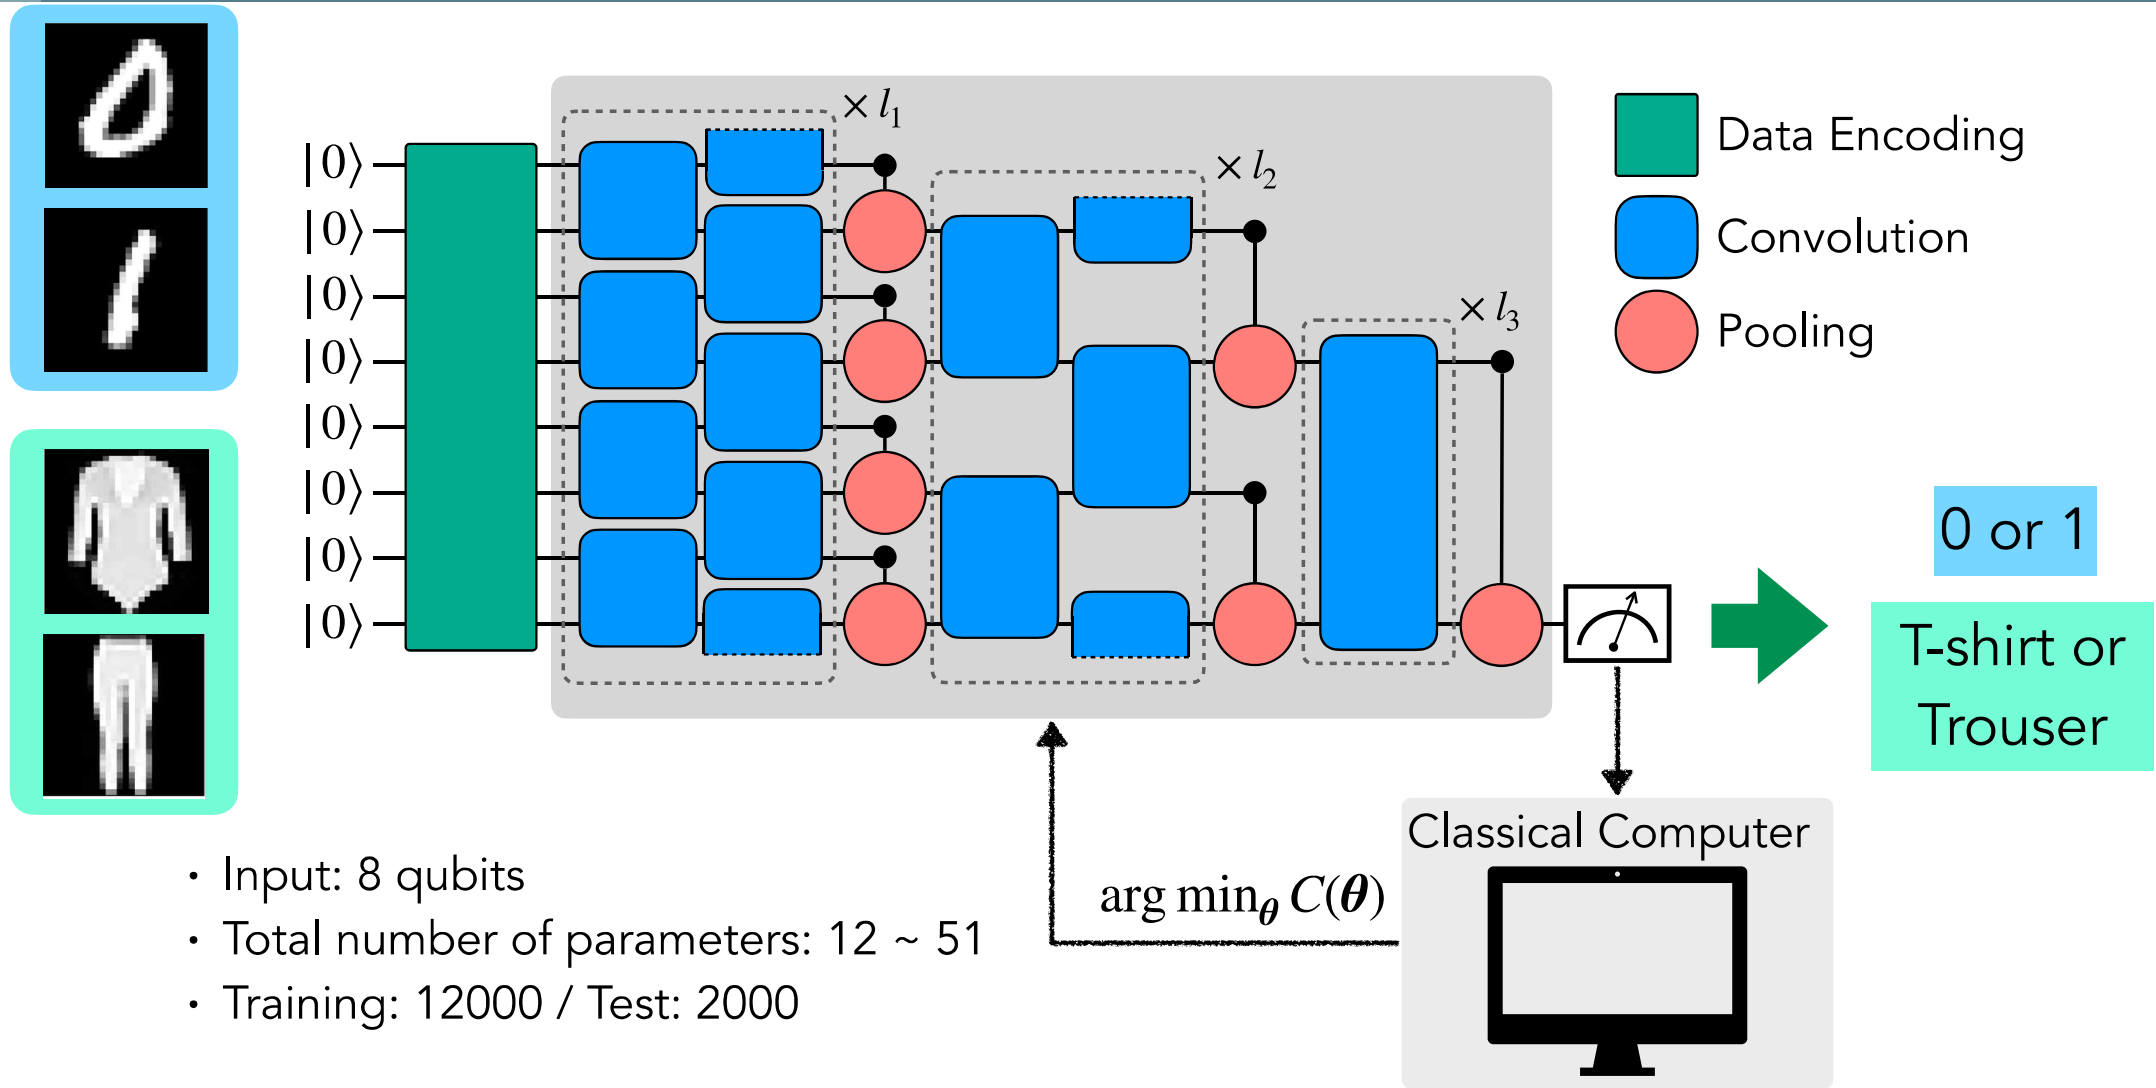 × l₁
× l₂
× l₃
|0⟩
|0⟩
|0⟩
|0⟩
|0⟩
|0⟩
|0⟩
|0⟩
Data Encoding
Convolution
Pooling
0 or 1
T-shirt or
Trouser
Classical Computer
arg min_θ C(θ)
· Input: 8 qubits
· Total number of parameters: 12 ~ 51
· Training: 12000 / Test: 2000